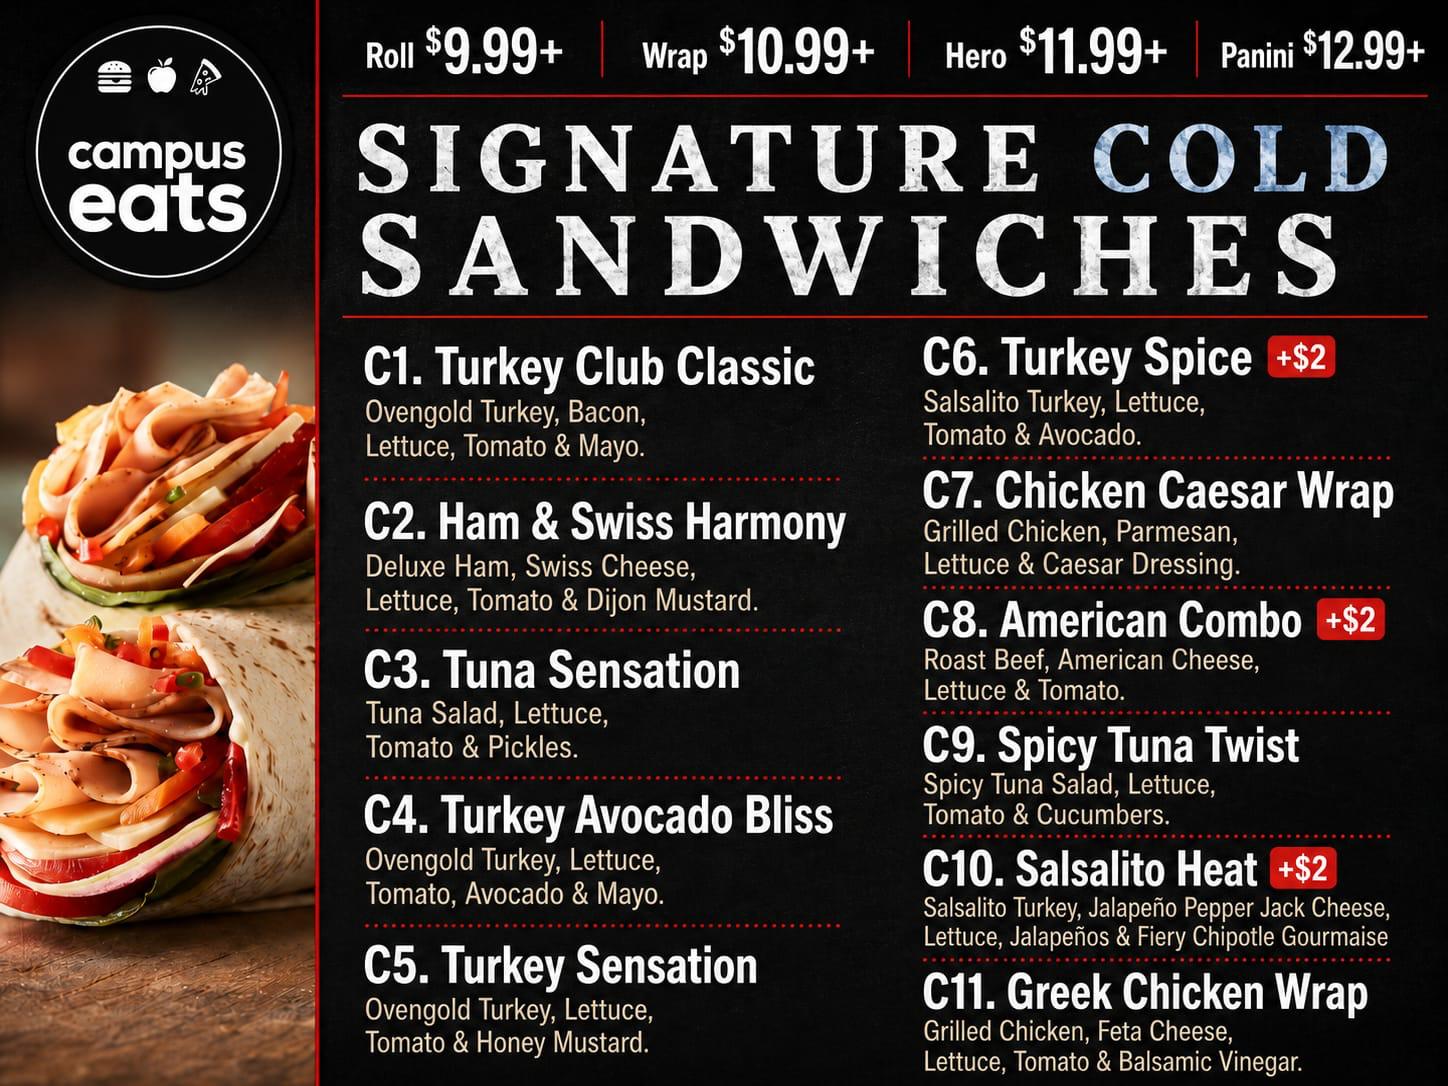 campus
eats
Roll $9.99+
Wrap $10.99+
Hero $11.99+
Panini $12.99+
SIGNATURE COLD
SANDWICHES
C1. Turkey Club Classic
Ovengold Turkey, Bacon,
Lettuce, Tomato & Mayo.
C2. Ham & Swiss Harmony
Deluxe Ham, Swiss Cheese,
Lettuce, Tomato & Dijon Mustard.
C3. Tuna Sensation
Tuna Salad, Lettuce,
Tomato & Pickles.
C4. Turkey Avocado Bliss
Ovengold Turkey, Lettuce,
Tomato, Avocado & Mayo.
C5. Turkey Sensation
Ovengold Turkey, Lettuce,
Tomato & Honey Mustard.
C6. Turkey Spice +$2
Salsalito Turkey, Lettuce,
Tomato & Avocado.
C7. Chicken Caesar Wrap
Grilled Chicken, Parmesan,
Lettuce & Caesar Dressing.
C8. American Combo +$2
Roast Beef, American Cheese,
Lettuce & Tomato.
C9. Spicy Tuna Twist
Spicy Tuna Salad, Lettuce,
Tomato & Cucumbers.
C10. Salsalito Heat +$2
Salsalito Turkey, Jalapeño Pepper Jack Cheese,
Lettuce, Jalapeños & Fiery Chipotle Gourmaise
C11. Greek Chicken Wrap
Grilled Chicken, Feta Cheese,
Lettuce, Tomato & Balsamic Vinegar.